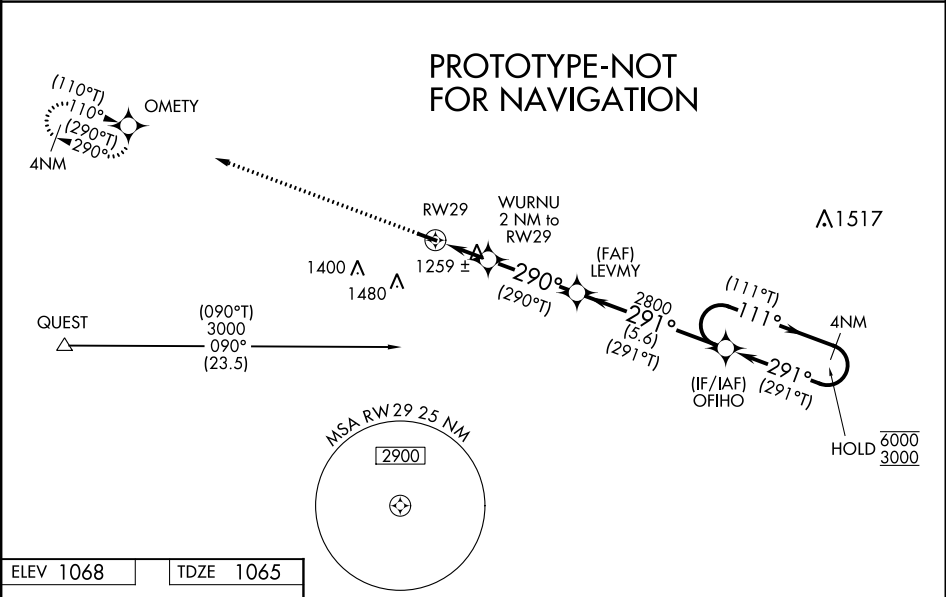 PROTOTYPE-NOT
FOR NAVIGATION
(110°T)
110°
(290°T)
290°
OMETY
4NM
RW29
WURNU
2 NM to
RW29
1517
1259 ±
1400
1480
(FAF)
LEVMY
290°
(290°T)
2800
291°
(5.6)
(291°T)
(111°T)
111°
4NM
291°
(291°T)
(IF/IAF)
OFIHO
HOLD 6000
3000
QUEST
(090°T)
3000
090°
(23.5)
MSA RW29 25 NM
2900
ELEV 1068
TDZE 1065